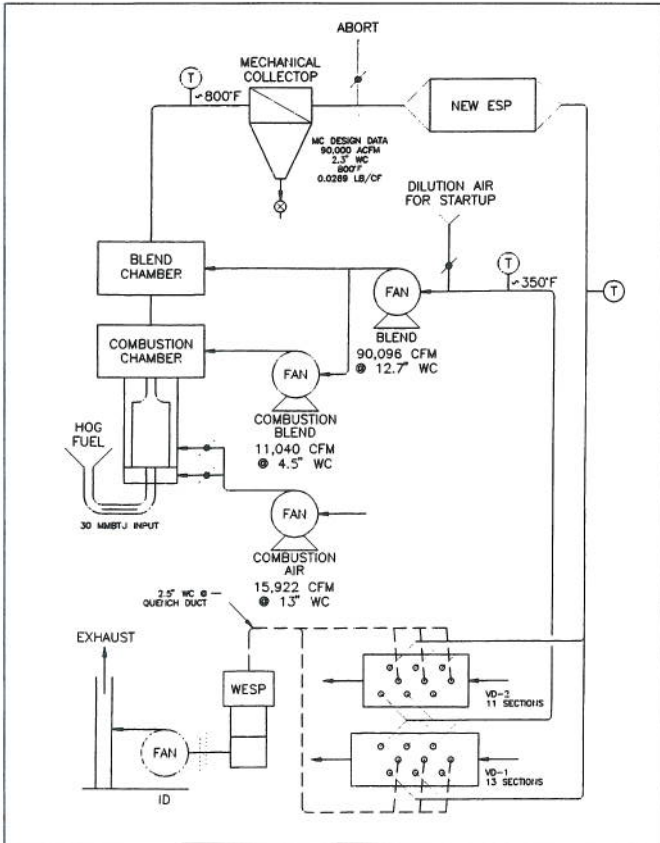 ABORT
MECHANICAL
COLLECTOP
T
~800°F
NEW ESP
MC DESIGN DATA
90,000 ACFM
2.3" WC
800°F
0.0289 LB/CF
DILUTION AIR
FOR STARTUP
T
~350°F
T
BLEND
CHAMBER
FAN
BLEND
90,096 CFM
@ 12.7" WC
COMBUSTION
CHAMBER
FAN
COMBUSTION
BLEND
11,040 CFM
@ 4.5" WC
HOG
FUEL
30 MMBTJ INPUT
FAN
COMBUSTION
AIR
15,922 CFM
@ 13" WC
2.5" WC @
QUENCH DUCT
EXHAUST
WESP
FAN
ID
VD-2
11 SECTIONS
VD-1
13 SECTIONS